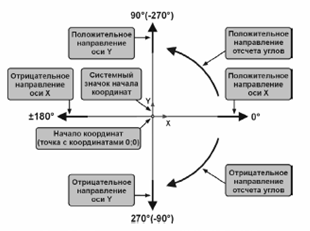 90°(-270°)
Положительное
направление
оси Y
Положительное
направление
отсчета углов
Отрицательное
направление
оси X
Системный
значок начала
координат
Положительное
направление
оси X
Y
X
±180°
0°
Начало координат
(точка с координатами 0;0)
Отрицательное
направление
оси Y
Отрицательное
направление
отсчета углов
270°(-90°)